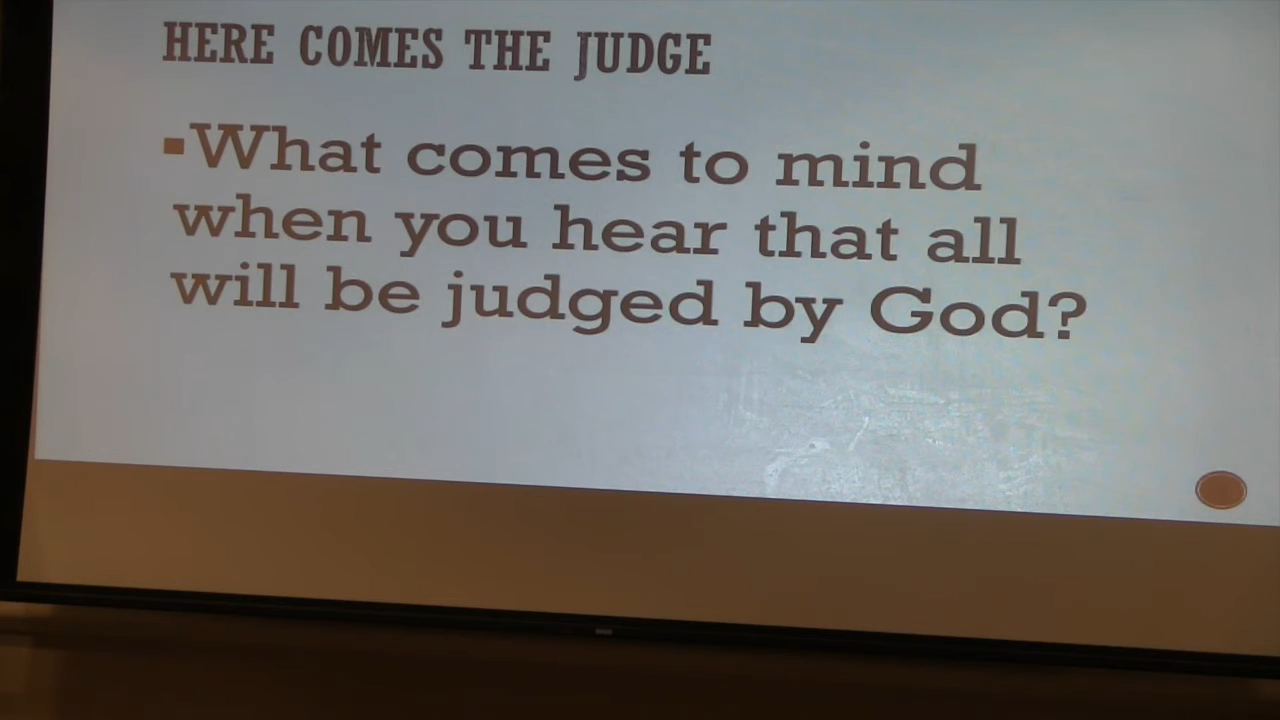 HERE COMES THE JUDGE
▪What comes to mind
when you hear that all
will be judged by God?